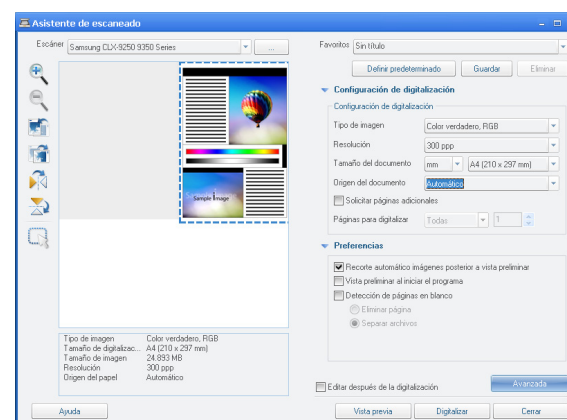 Asistente de escaneado
Escáner Samsung CLX-9250 9350 Series ...
Favoritos Sin título
Definir predeterminado Guardar Eliminar
Configuración de digitalización
Configuración de digitalización
Tipo de imagen Color verdadero, RGB
Resolución 300 ppp
Tamaño del documento mm A4 (210 x 297 mm)
Origen del documento Automático
Solicitar páginas adicionales
Páginas para digitalizar Todas 1
Sample Image
Preferencias
Recorte automático imágenes posterior a vista preliminar
Vista preliminar al iniciar el programa
Detección de páginas en blanco
Eliminar página
Separar archivos
Tipo de imagen Color verdadero, RGB
Tamaño de digitalizac... A4 (210 x 297 mm)
Tamaño de imagen 24.893 MB
Resolución 300 ppp
Origen del papel Automático
Editar después de la digitalización Avanzada
Ayuda Vista previa Digitalizar Cerrar